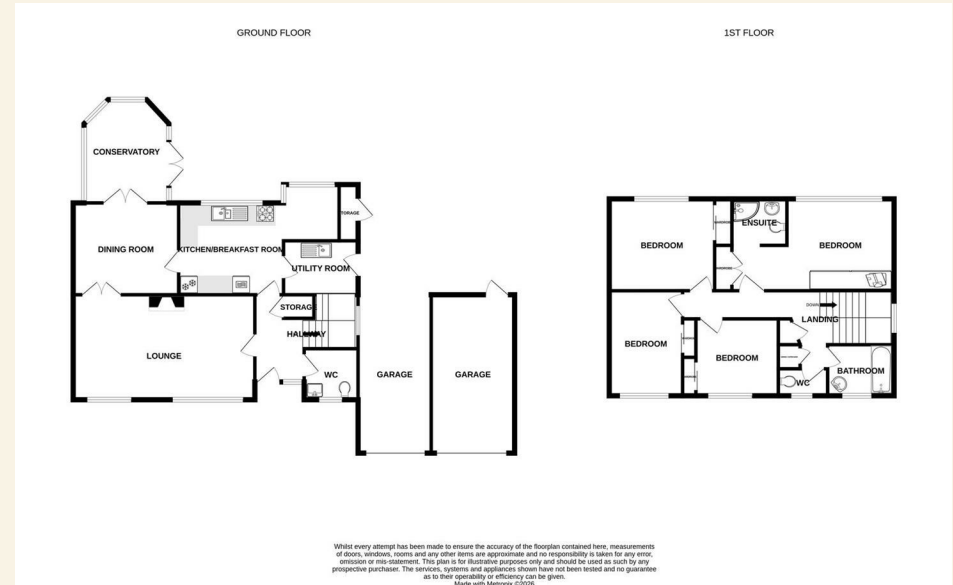 GROUND FLOOR
1ST FLOOR
CONSERVATORY
DINING ROOM
KITCHEN/BREAKFAST ROOM
TORAGE
UTILITY ROOM
STORAGE
HALLWAY
LOUNGE
WC
GARAGE
GARAGE
BEDROOM
ENSUITE
BEDROOM
DOWN
LANDING
BEDROOM
BEDROOM
WC
BATHROOM
Whilst every attempt has been made to ensure the accuracy of the floorplan contained here, measurements
of doors, windows, rooms and any other items are approximate and no responsibility is taken for any error,
omission or mis-statement. This plan is for illustrative purposes only and should be used as such by any
prospective purchaser. The services, systems and appliances shown have not been tested and no guarantee
as to their operability or efficiency can be given.
Made with Metropix ©2026